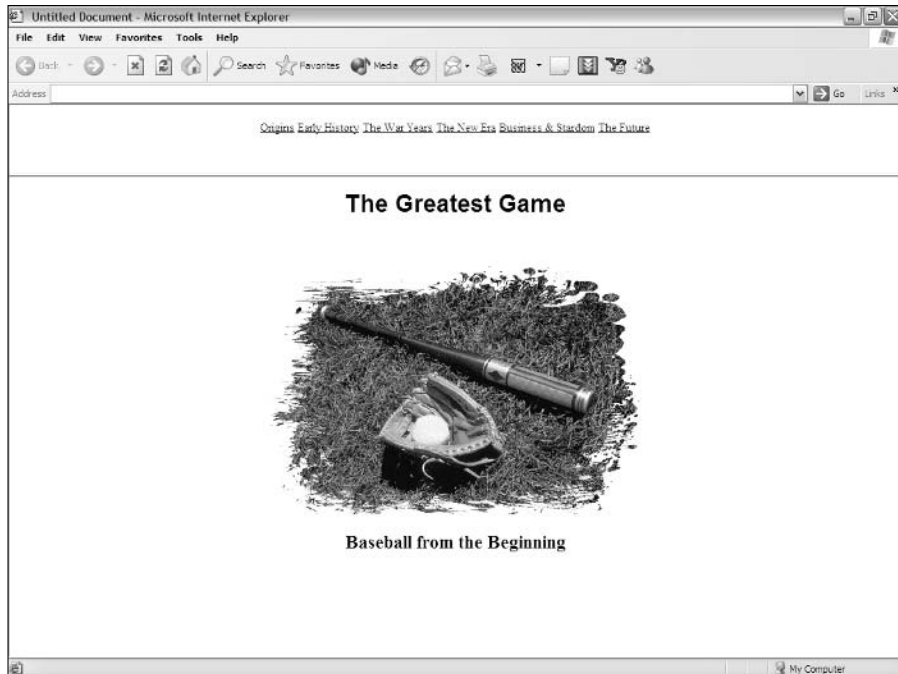 Untitled Document - Microsoft Internet Explorer
File Edit View Favorites Tools Help
Back Search Favorites Media
Address Go Links
Origins Early History The War Years The New Era Business & Stardom The Future
The Greatest Game
Baseball from the Beginning
My Computer